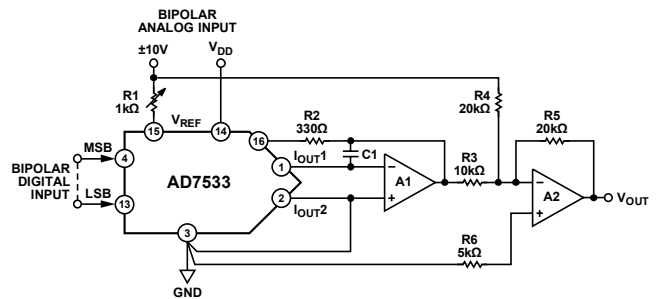 BIPOLAR
ANALOG INPUT
±10V
VDD
R1
1kΩ
VREF
R2
330Ω
R4
20kΩ
R5
20kΩ
15
14
16
MSB
4
IOUT1
C1
1
R3
10kΩ
BIPOLAR
DIGITAL
INPUT
AD7533
A1
A2
VOUT
LSB
13
IOUT2
2
3
R6
5kΩ
GND
−
+
−
+